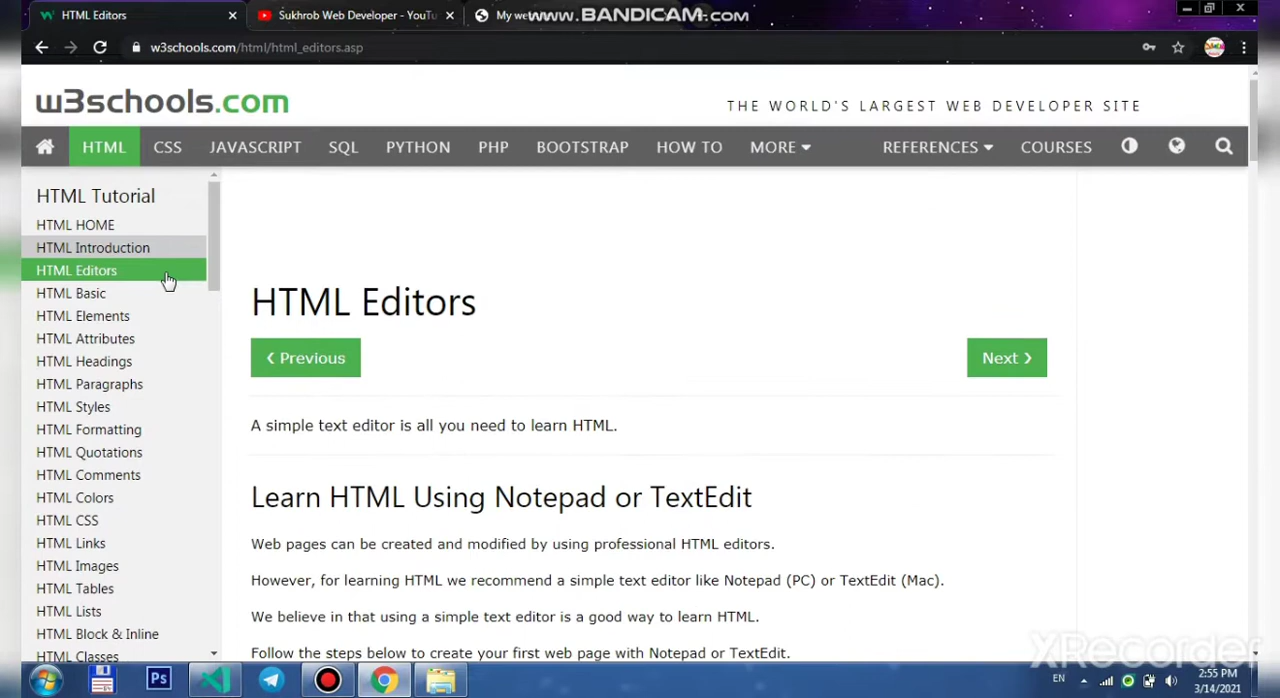 HTML Editors
Sukhrob Web Developer - YouTu
My we
www.BANDICAM.com
w3schools.com/html/html_editors.asp
w3schools.com
THE WORLD'S LARGEST WEB DEVELOPER SITE
HTML CSS JAVASCRIPT SQL PYTHON PHP BOOTSTRAP HOW TO MORE REFERENCES COURSES
HTML Tutorial
HTML HOME
HTML Introduction
HTML Editors
HTML Basic
HTML Elements
HTML Attributes
HTML Headings
HTML Paragraphs
HTML Styles
HTML Formatting
HTML Quotations
HTML Comments
HTML Colors
HTML CSS
HTML Links
HTML Images
HTML Tables
HTML Lists
HTML Block & Inline
HTML Classes
HTML Editors
❮ Previous
Next ❯
A simple text editor is all you need to learn HTML.
Learn HTML Using Notepad or TextEdit
Web pages can be created and modified by using professional HTML editors.
However, for learning HTML we recommend a simple text editor like Notepad (PC) or TextEdit (Mac).
We believe in that using a simple text editor is a good way to learn HTML.
Follow the steps below to create your first web page with Notepad or TextEdit.
XRecorder
Ps
EN
2:55 PM
3/14/2021